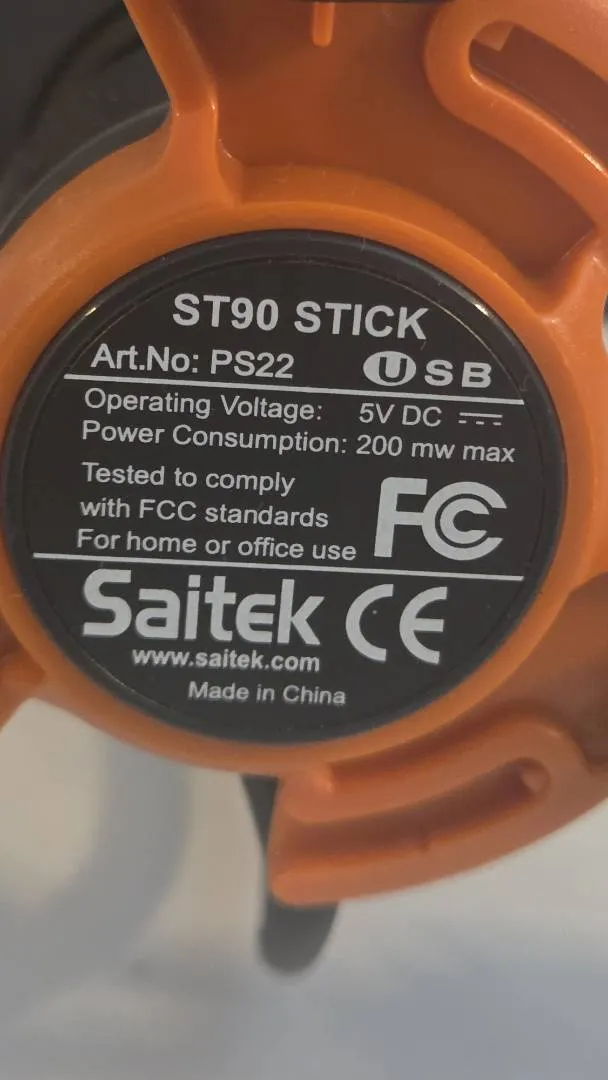 ST90 STICK
Art.No: PS22 USB
Operating Voltage: 5V DC
Power Consumption: 200 mw max
Tested to comply
with FCC standards
For home or office use
FC
Saitek CE
www.saitek.com
Made in China